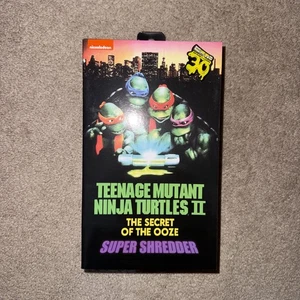 nickelodeon
30
TEENAGE MUTANT
NINJA TURTLES II
THE SECRET
OF THE OOZE
SUPER SHREDDER